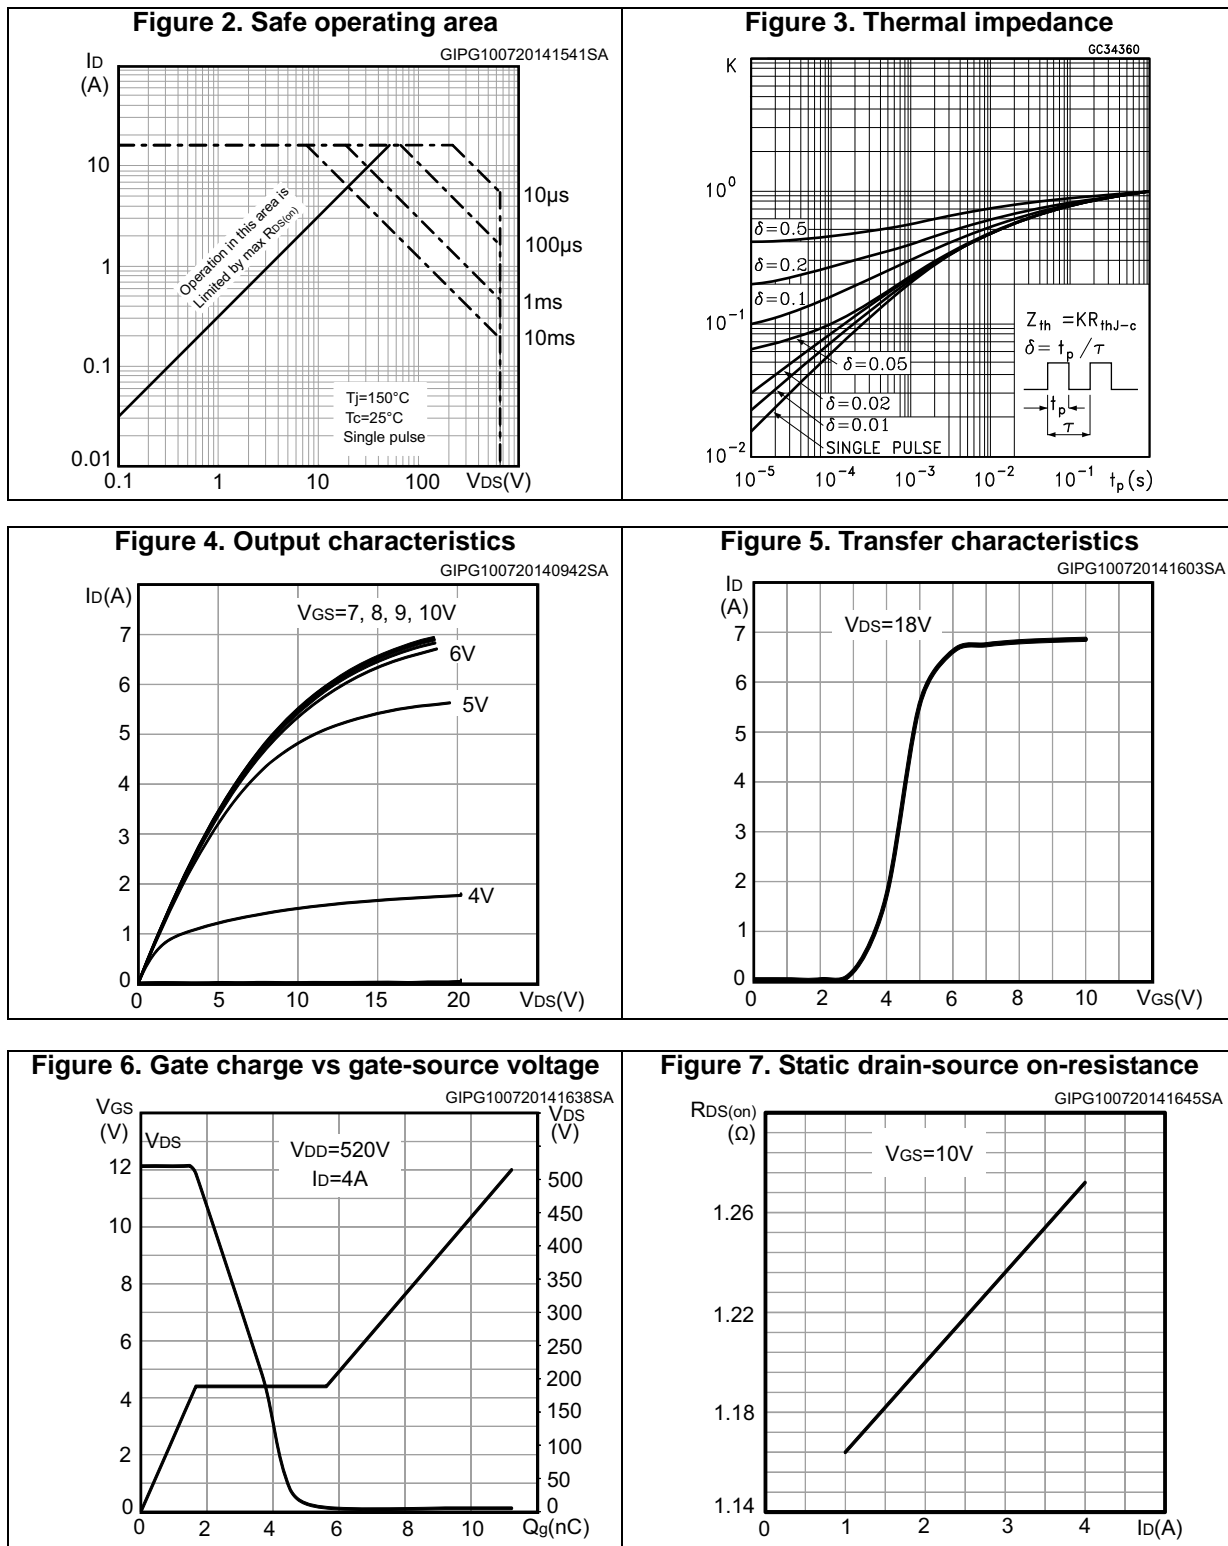 Figure 2. Safe operating area
GIPG100720141541SA
ID
(A)
10
1
0.1
0.01
0.1
1
10
100
VDS(V)
Operation in this area is
Limited by max RDS(on)
10µs
100µs
1ms
10ms
Tj=150°C
Tc=25°C
Single pulse
Figure 3. Thermal impedance
GC34360
K
10⁰
10⁻¹
10⁻²
10⁻⁵
10⁻⁴
10⁻³
10⁻²
10⁻¹
tp(s)
δ=0.5
δ=0.2
δ=0.1
δ=0.05
δ=0.02
δ=0.01
SINGLE PULSE
Zth =KRthJ-c
δ=tp/τ
tp
τ
Figure 4. Output characteristics
GIPG100720140942SA
ID(A)
VGS=7, 8, 9, 10V
6V
5V
4V
7
6
5
4
3
2
1
0
0
5
10
15
20
VDS(V)
Figure 5. Transfer characteristics
GIPG100720141603SA
ID
(A)
VDS=18V
7
6
5
4
3
2
1
0
0
2
4
6
8
10
VGS(V)
Figure 6. Gate charge vs gate-source voltage
GIPG100720141638SA
VGS
(V)
VDS
VDD=520V
ID=4A
VDS
(V)
12
10
8
6
4
2
0
500
450
400
350
300
250
200
150
100
50
0
0
2
4
6
8
10
Qg(nC)
Figure 7. Static drain-source on-resistance
GIPG100720141645SA
RDS(on)
(Ω)
VGS=10V
1.26
1.22
1.18
1.14
0
1
2
3
4
ID(A)